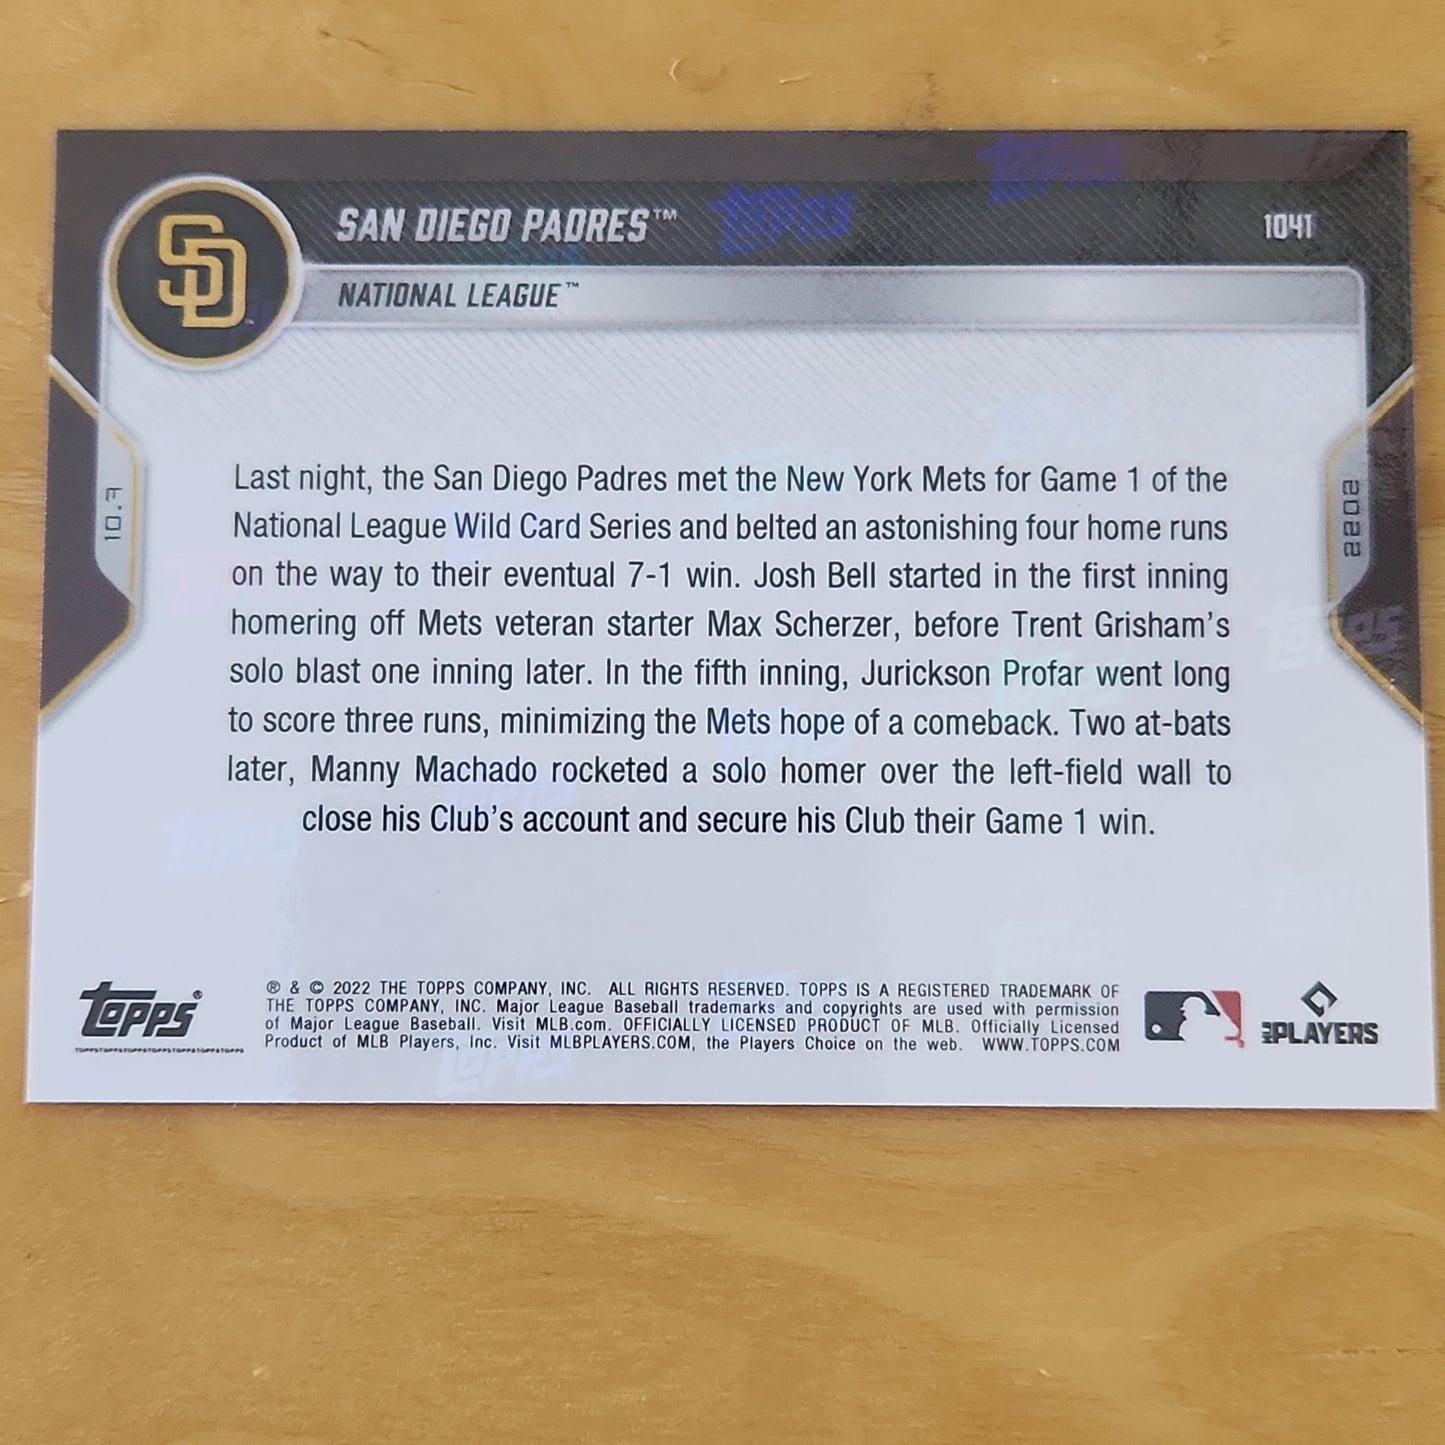 SAN DIEGO PADRES™
1041
NATIONAL LEAGUE™
10.7
2022
Last night, the San Diego Padres met the New York Mets for Game 1 of the
National League Wild Card Series and belted an astonishing four home runs
on the way to their eventual 7-1 win. Josh Bell started in the first inning
homering off Mets veteran starter Max Scherzer, before Trent Grisham's
solo blast one inning later. In the fifth inning, Jurickson Profar went long
to score three runs, minimizing the Mets hope of a comeback. Two at-bats
later, Manny Machado rocketed a solo homer over the left-field wall to
close his Club's account and secure his Club their Game 1 win.
Topps®
TOPPSTOPPSTOPPSTOPPSTOPPSTOPPSTOPPS
® & © 2022 THE TOPPS COMPANY, INC. ALL RIGHTS RESERVED. TOPPS IS A REGISTERED TRADEMARK OF
THE TOPPS COMPANY, INC. Major League Baseball trademarks and copyrights are used with permission
of Major League Baseball. Visit MLB.com. OFFICIALLY LICENSED PRODUCT OF MLB. Officially Licensed
Product of MLB Players, Inc. Visit MLBPLAYERS.COM, the Players Choice on the web. WWW.TOPPS.COM
MLB PLAYERS